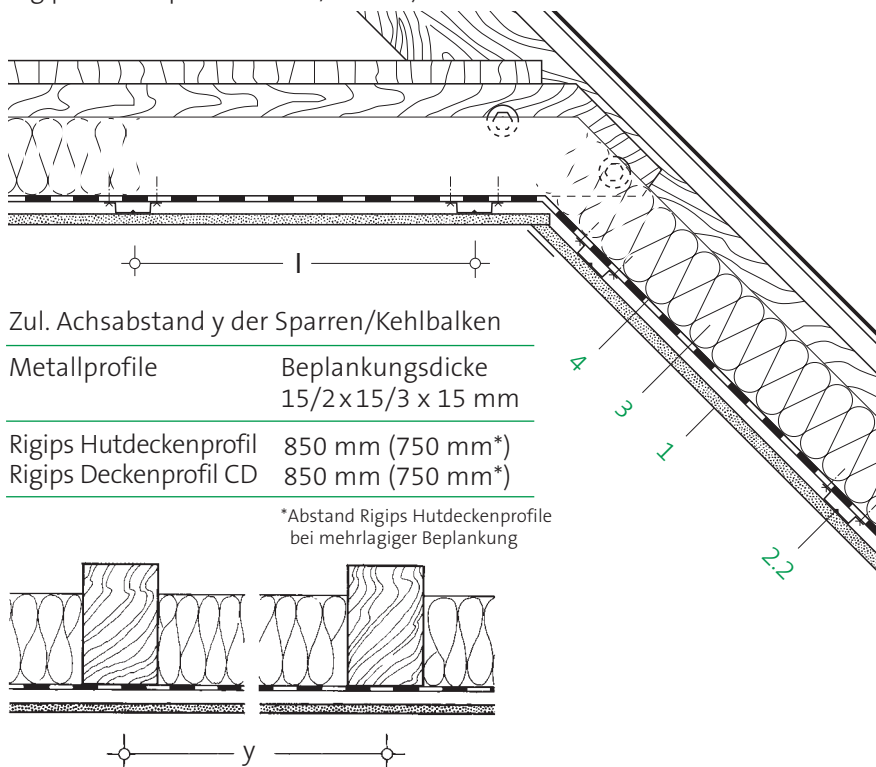 l
Zul. Achsabstand y der Sparren/Kehlbalken
Metallprofile Beplankungsdicke
15/2 x 15/3 x 15 mm
Rigips Hutdeckenprofil 850 mm (750 mm*)
Rigips Deckenprofil CD 850 mm (750 mm*)
*Abstand Rigips Hutdeckenprofile
bei mehrlagiger Beplankung
4
3
1
2.2
y